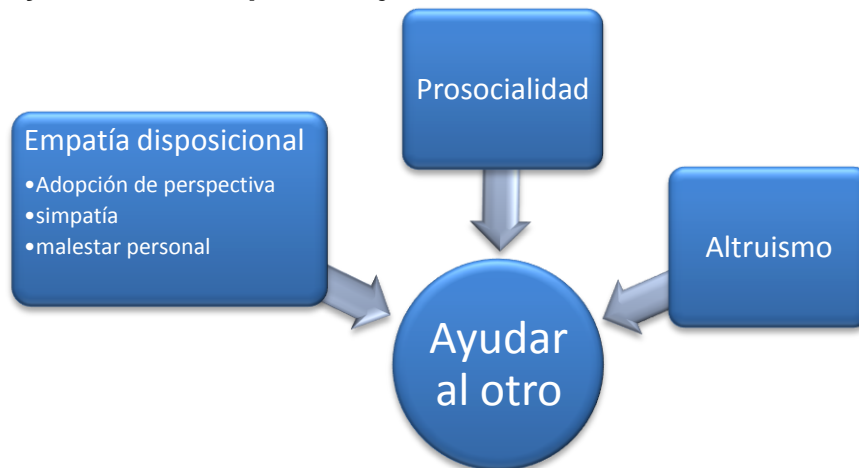 Prosocialidad
Empatía disposicional
•Adopción de perspectiva
•simpatía
•malestar personal
Altruismo
Ayudar
al otro